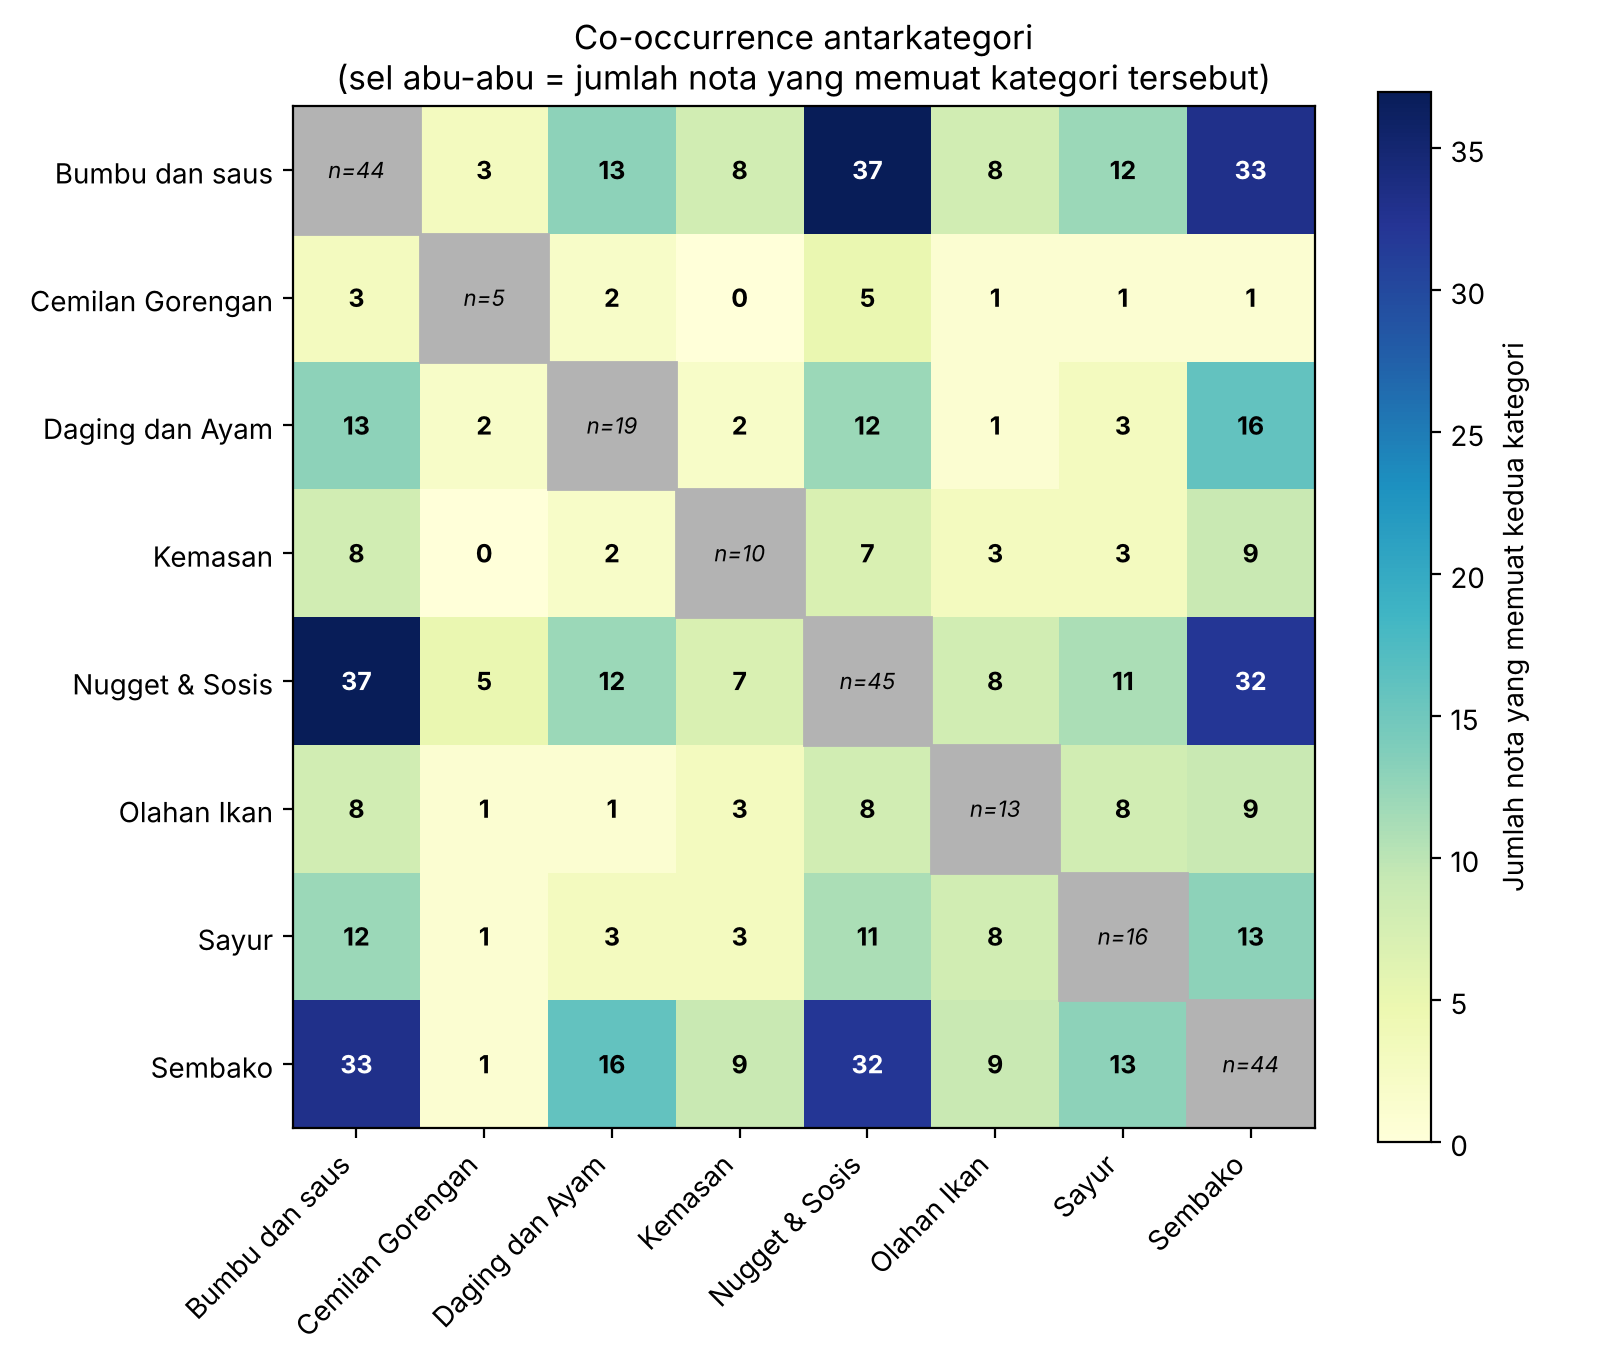 Co-occurrence antarkategori
(sel abu-abu = jumlah nota yang memuat kategori tersebut)
Bumbu dan saus n=44 3 13 8 37 8 12 33
Cemilan Gorengan 3 n=5 2 0 5 1 1 1
Daging dan Ayam 13 2 n=19 2 12 1 3 16
Kemasan 8 0 2 n=10 7 3 3 9
Nugget & Sosis 37 5 12 7 n=45 8 11 32
Olahan Ikan 8 1 1 3 8 n=13 8 9
Sayur 12 1 3 3 11 8 n=16 13
Sembako 33 1 16 9 32 9 13 n=44
Bumbu dan saus
Cemilan Gorengan
Daging dan Ayam
Kemasan
Nugget & Sosis
Olahan Ikan
Sayur
Sembako
35
30
25
20
15
10
5
0
Jumlah nota yang memuat kedua kategori